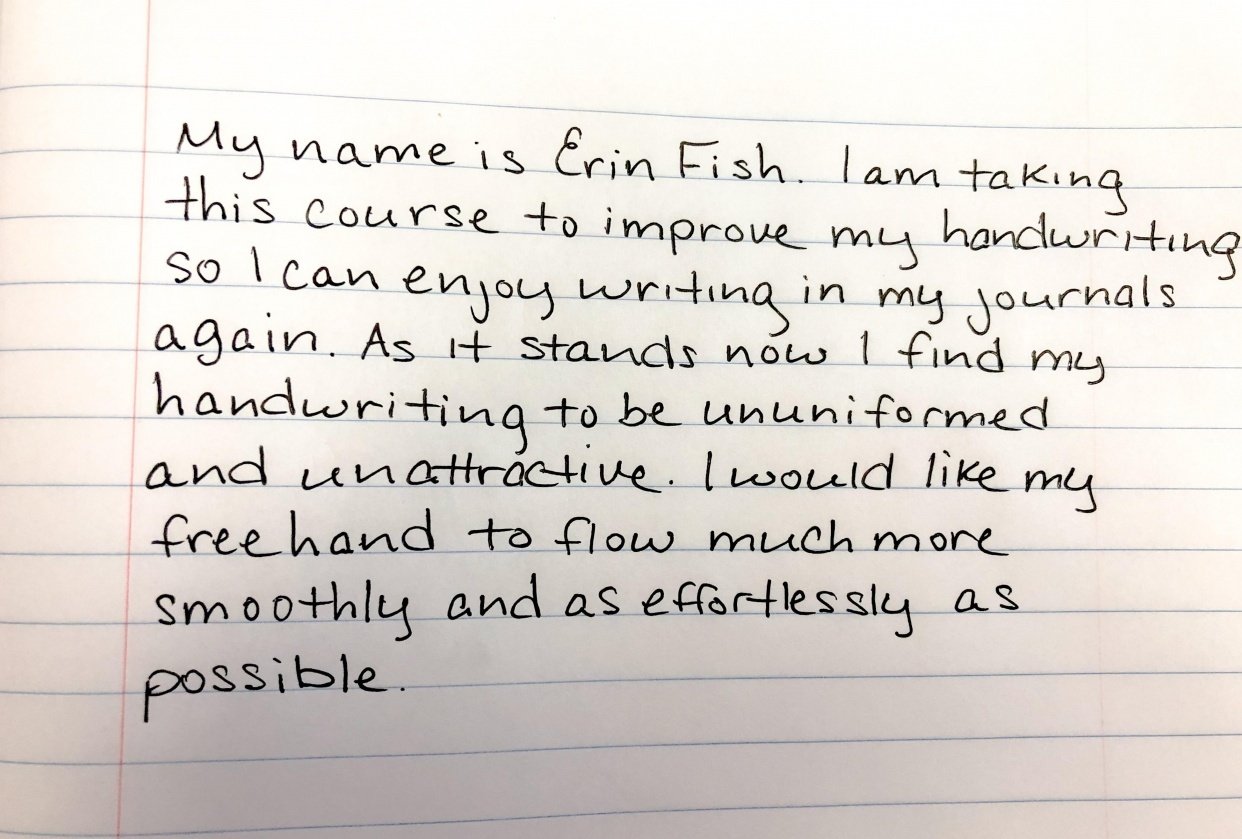 My name is Erin Fish. I am taking
this course to improve my handwriting
so I can enjoy writing in my journals
again. As it stands now I find my
handwriting to be ununiformed
and unattractive. I would like my
freehand to flow much more
smoothly and as effortlessly as
possible.